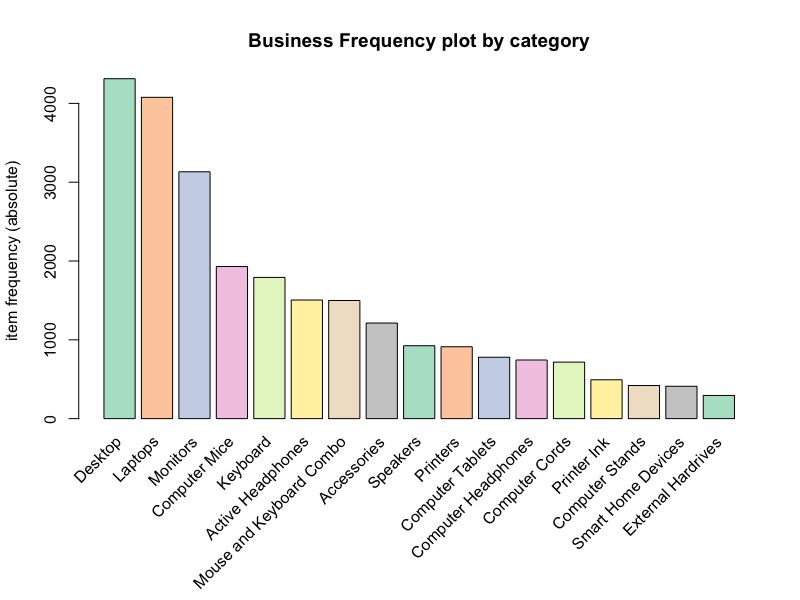 Business Frequency plot by category
item frequency (absolute)
4000
3000
2000
1000
0
Desktop
Laptops
Monitors
Computer Mice
Keyboard
Active Headphones
Mouse and Keyboard Combo
Accessories
Speakers
Printers
Computer Tablets
Computer Headphones
Computer Cords
Printer Ink
Computer Stands
Smart Home Devices
External Hardrives